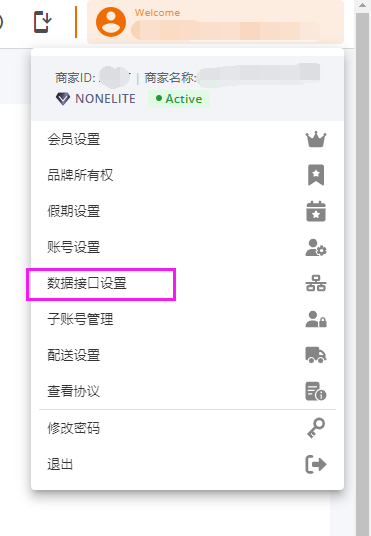 Welcome
商家ID: | 商家名称:
NONELITE Active
会员设置
品牌所有权
假期设置
账号设置
数据接口设置
子账号管理
配送设置
查看协议
修改密码
退出